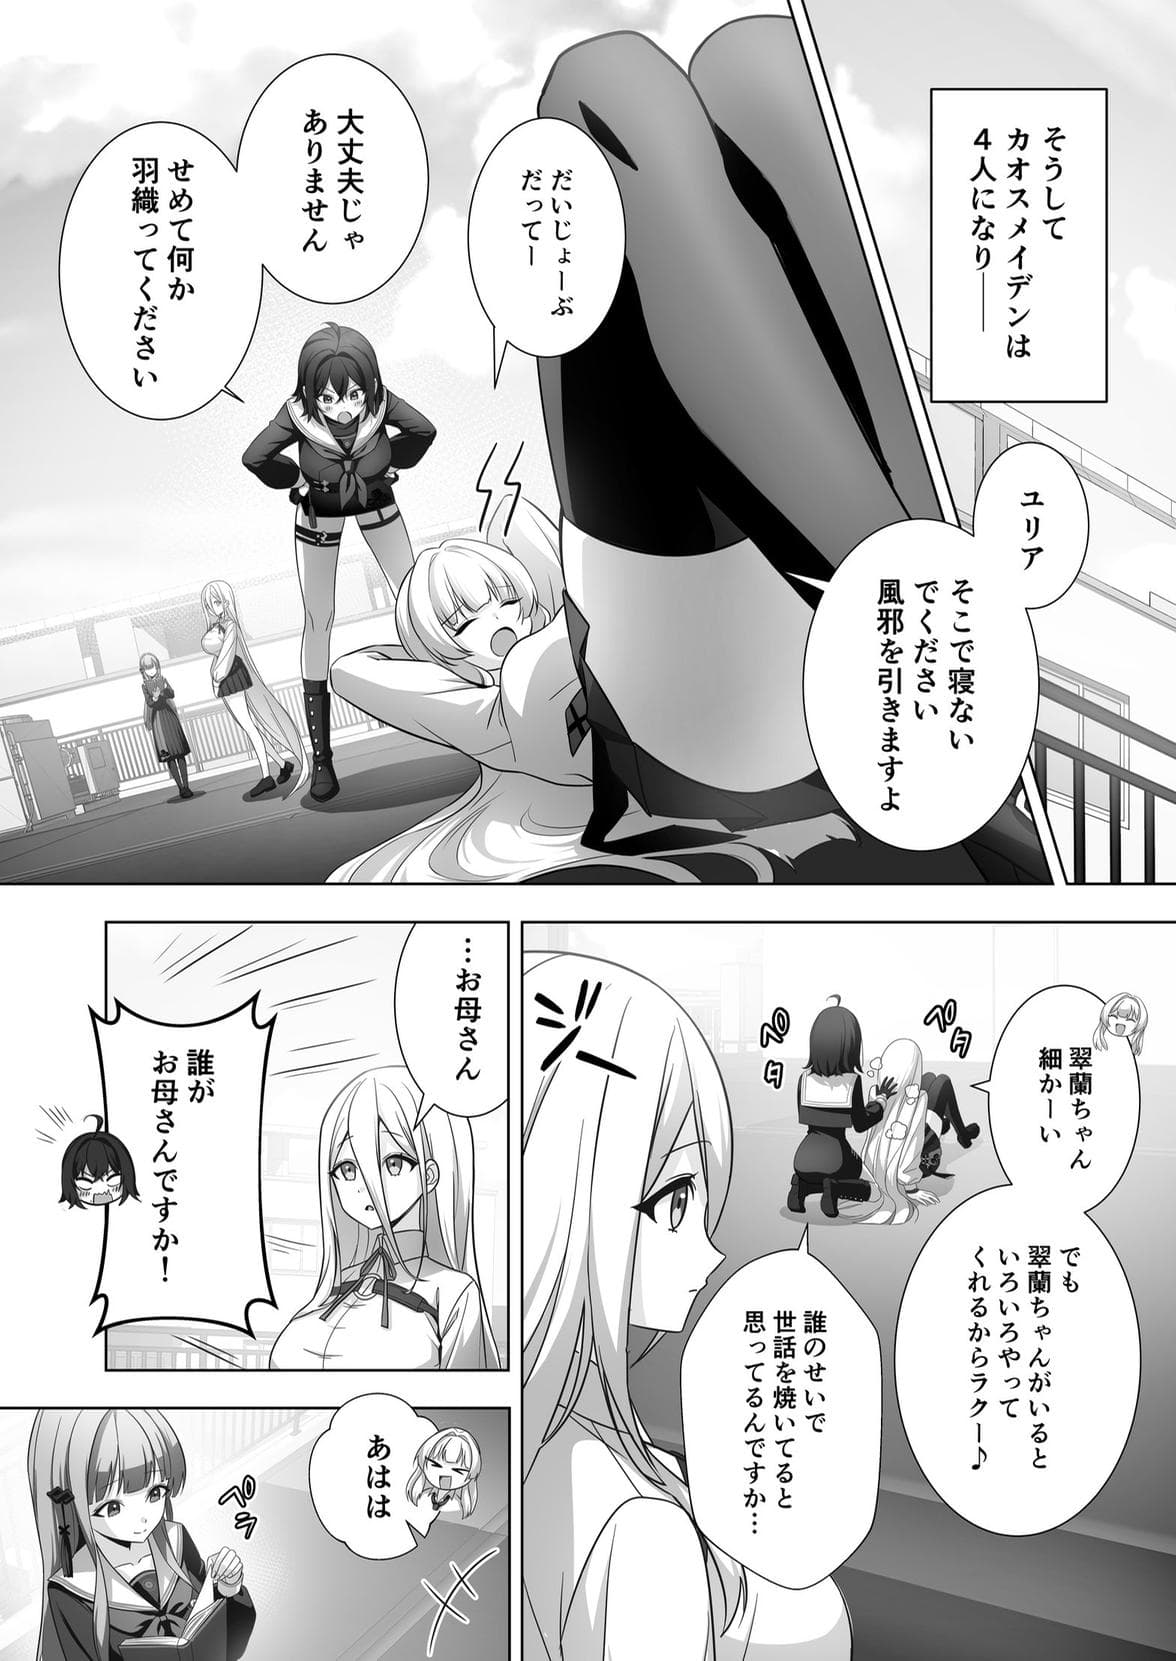 そうして
カオスメイデンは
4人になり──
ユリア
そこで寝ない
でください
風邪を引きますよ
だいじょーぶ
だってー
大丈夫じゃ
ありません
せめて何か
羽織ってください
翠蘭ちゃん
細かーい
でも
翠蘭ちゃんがいると
いろいろやって
くれるからラクー♪
ペタ
ペタ
誰のせいで
世話を焼いてると
思ってるんですか…
…お母さん
誰が
お母さんですか！
あはは
ペラ